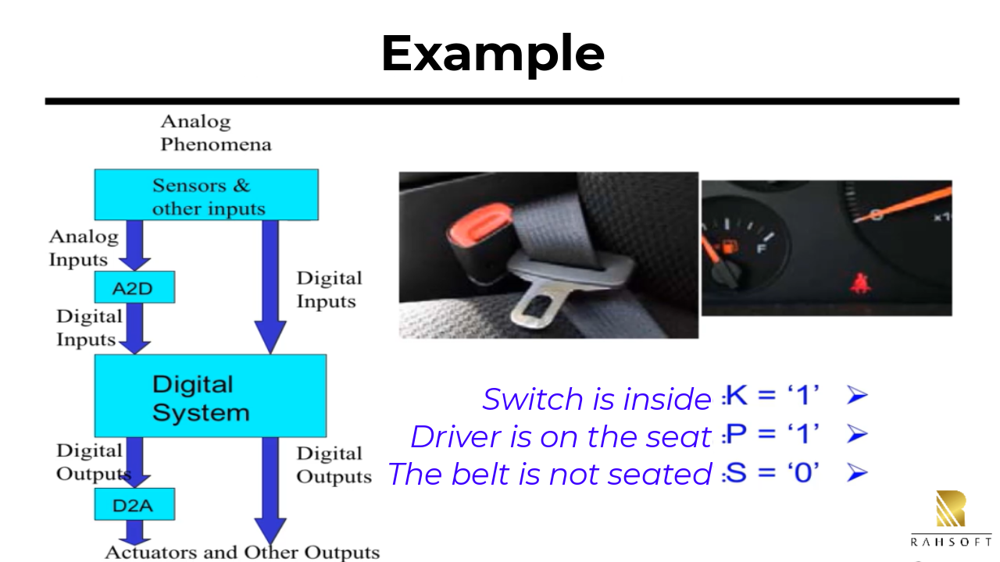 Example
Analog
Phenomena
Sensors &
other inputs
Analog
Inputs
A2D
Digital
Inputs
Digital
Inputs
Digital
System
Digital
Outputs
Digital
Outputs
D2A
Actuators and Other Outputs
F
0
x1
Switch is inside :K = ‘1’ ➢
Driver is on the seat :P = ‘1’ ➢
The belt is not seated :S = ‘0’ ➢
RAHSOFT